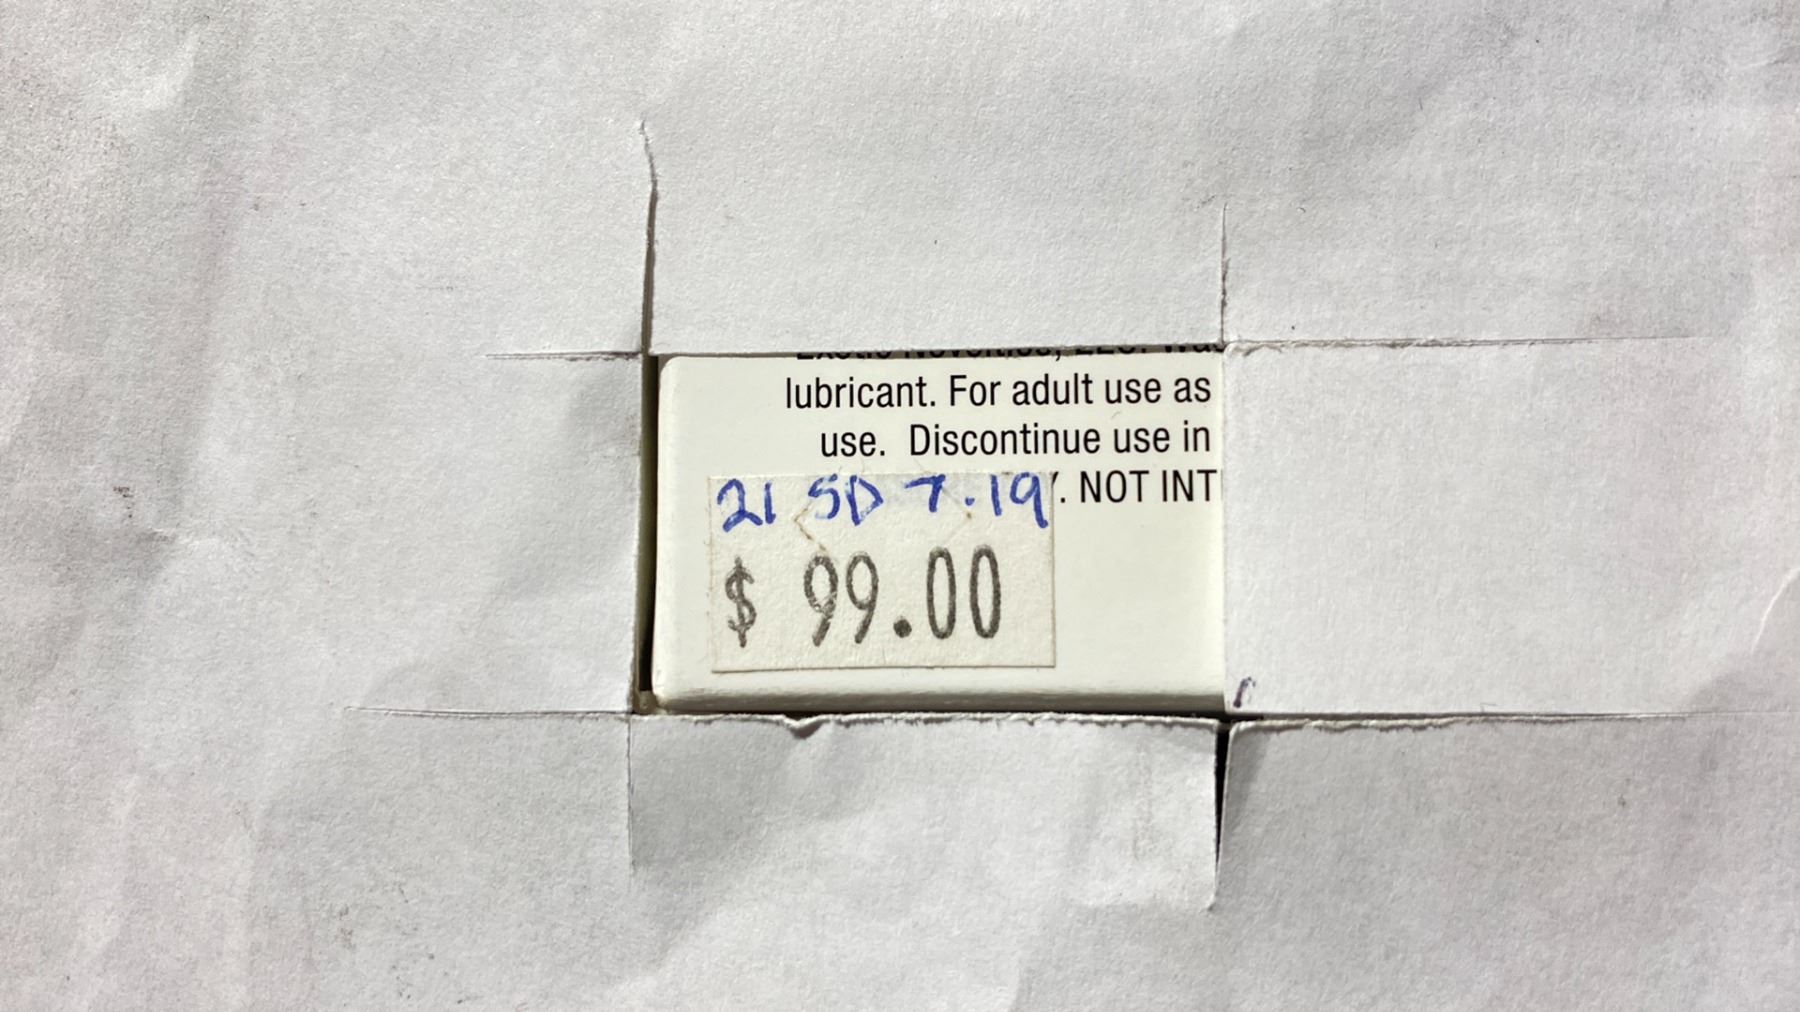 lubricant. For adult use as
use. Discontinue use in
. NOT INT
21 SD 7.19
$ 99.00